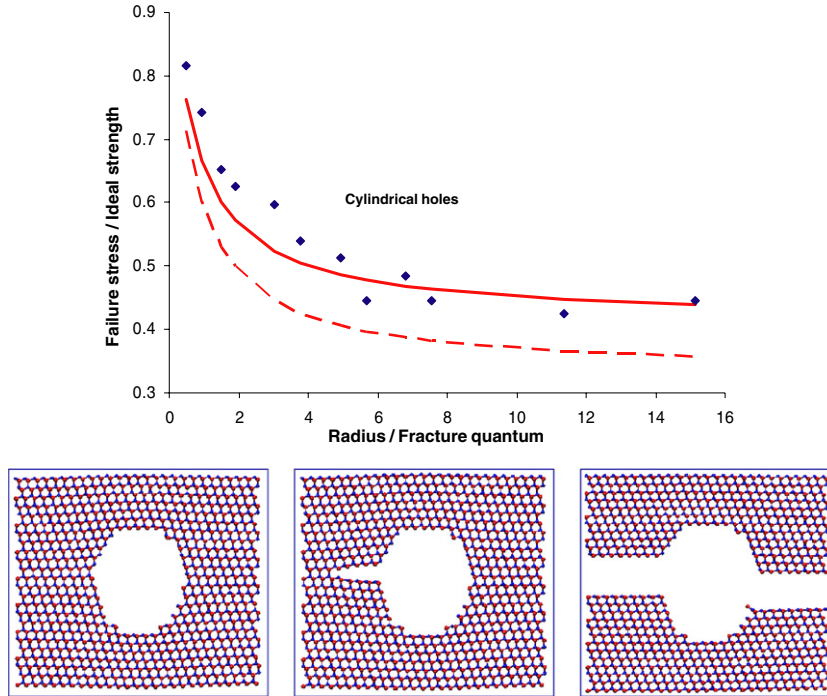 0.9
0.8
0.7
0.6
0.5
0.4
0.3
Failure stress / Ideal strength
Cylindrical holes
0 2 4 6 8 10 12 14 16
Radius / Fracture quantum